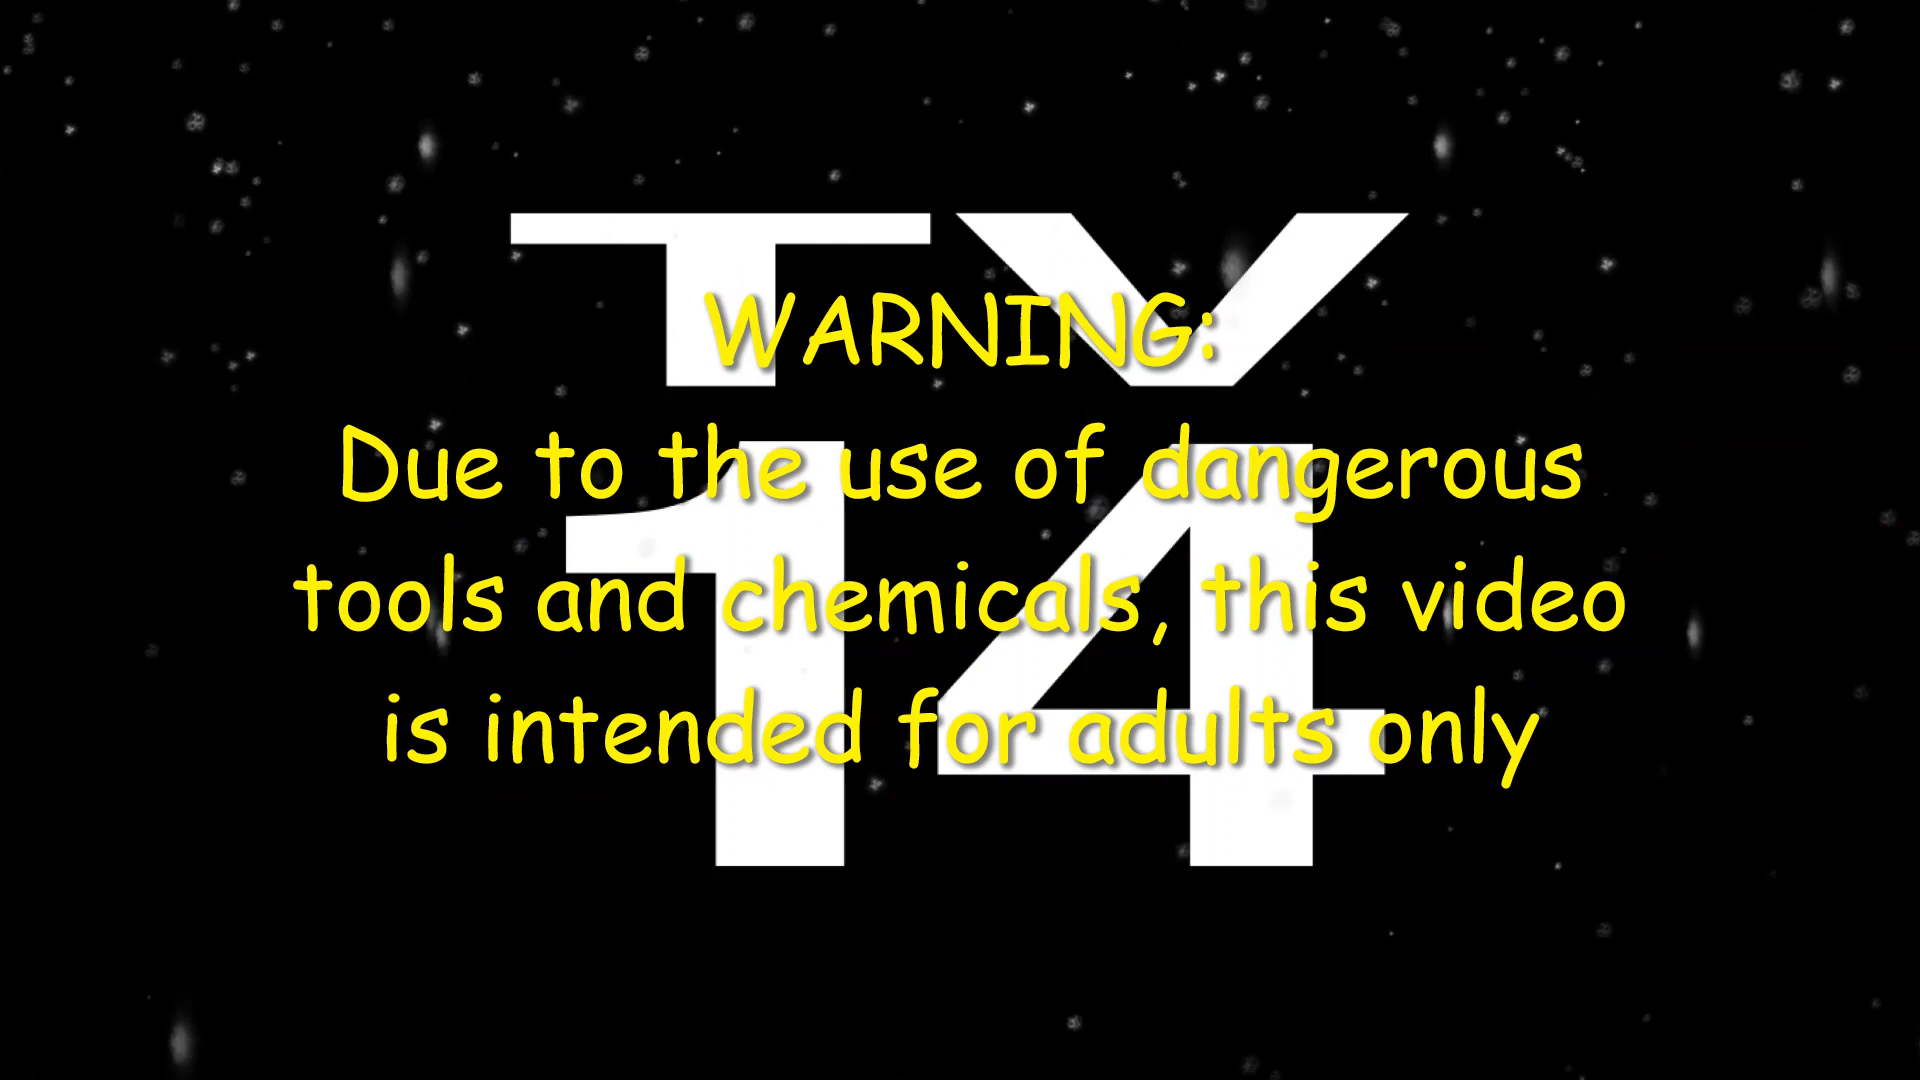 TV
WARNING:
14
Due to the use of dangerous
tools and chemicals, this video
is intended for adults only